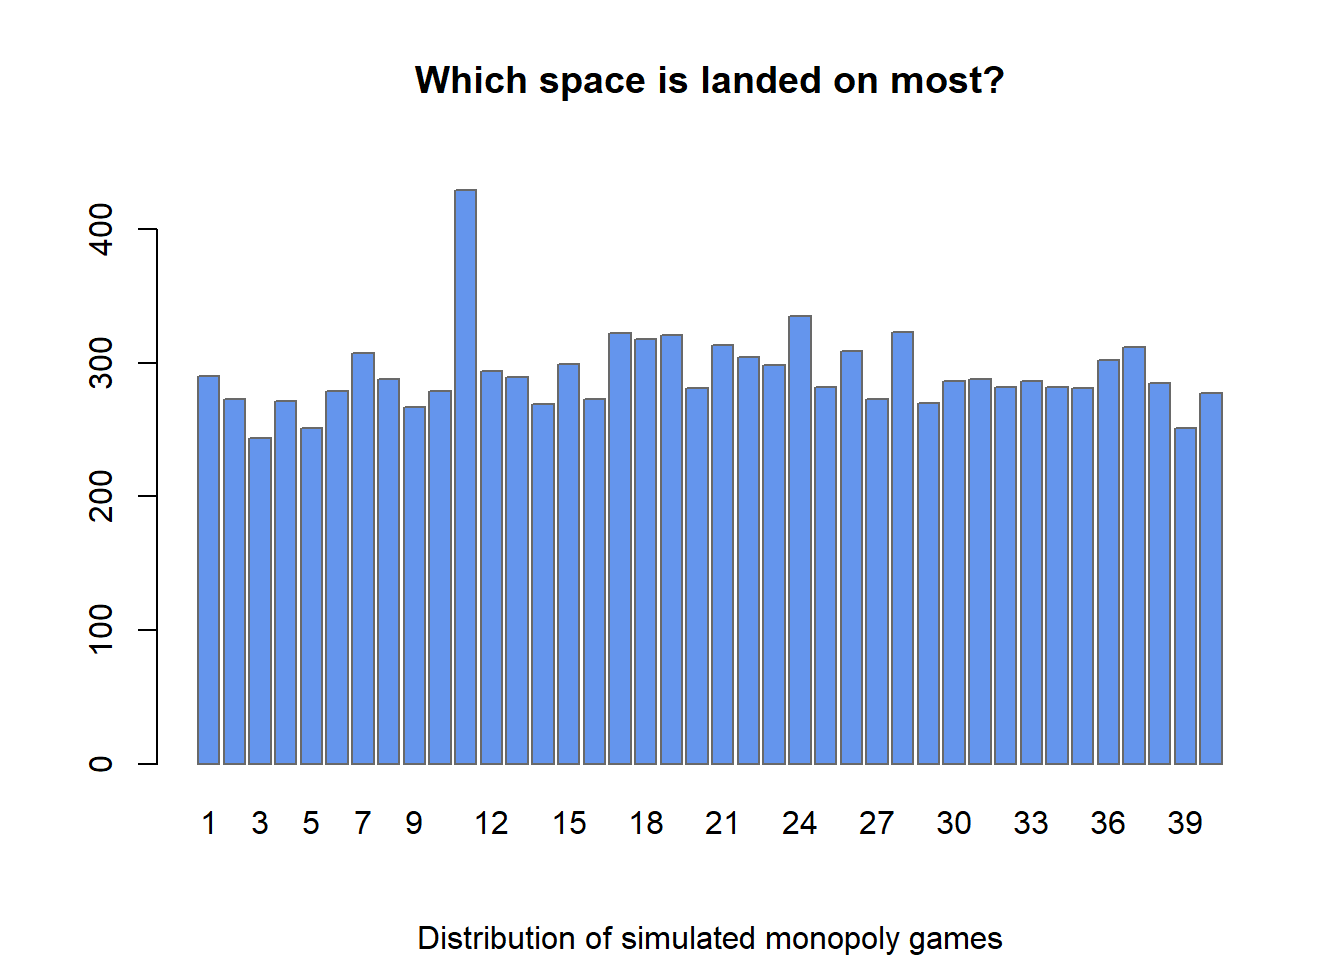 Which space is landed on most?
400
300
200
100
0
1 3 5 7 9 12 15 18 21 24 27 30 33 36 39
Distribution of simulated monopoly games